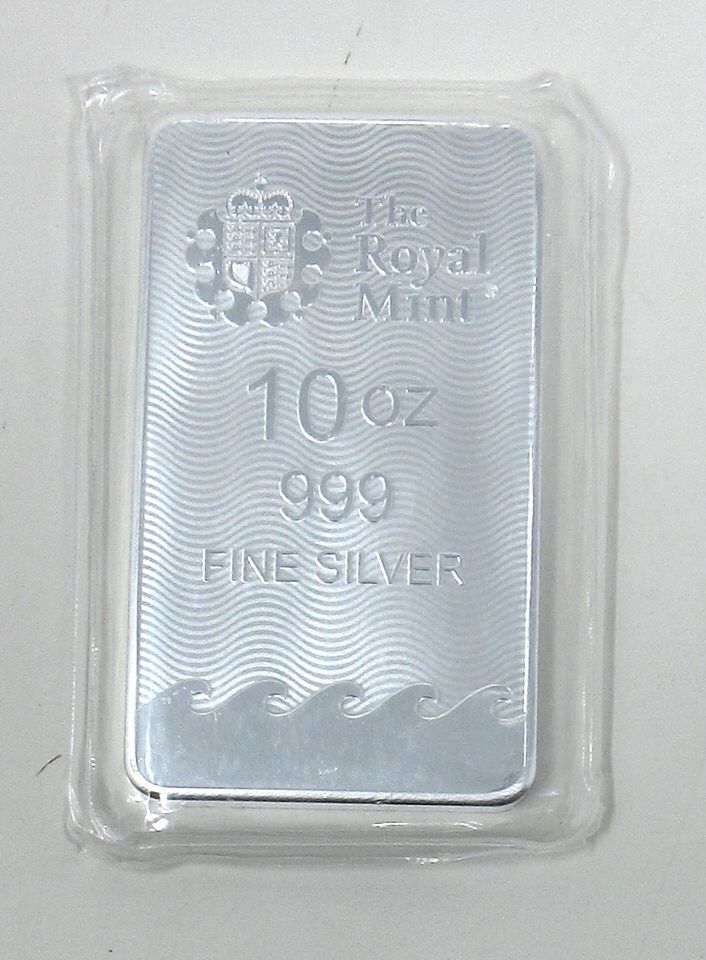 The
Royal
Mint®
10 OZ
999
FINE SILVER